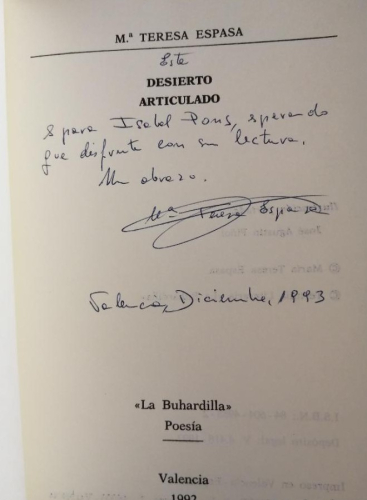 M.ª TERESA ESPASA
Este
DESIERTO
ARTICULADO
es para Isabel Pons, esperando
que disfrute con su lectura.
Un abrazo.
Mª Teresa Espasa
Valencia, Diciembre, 1993
«La Buhardilla»
Poesía
Valencia
1992